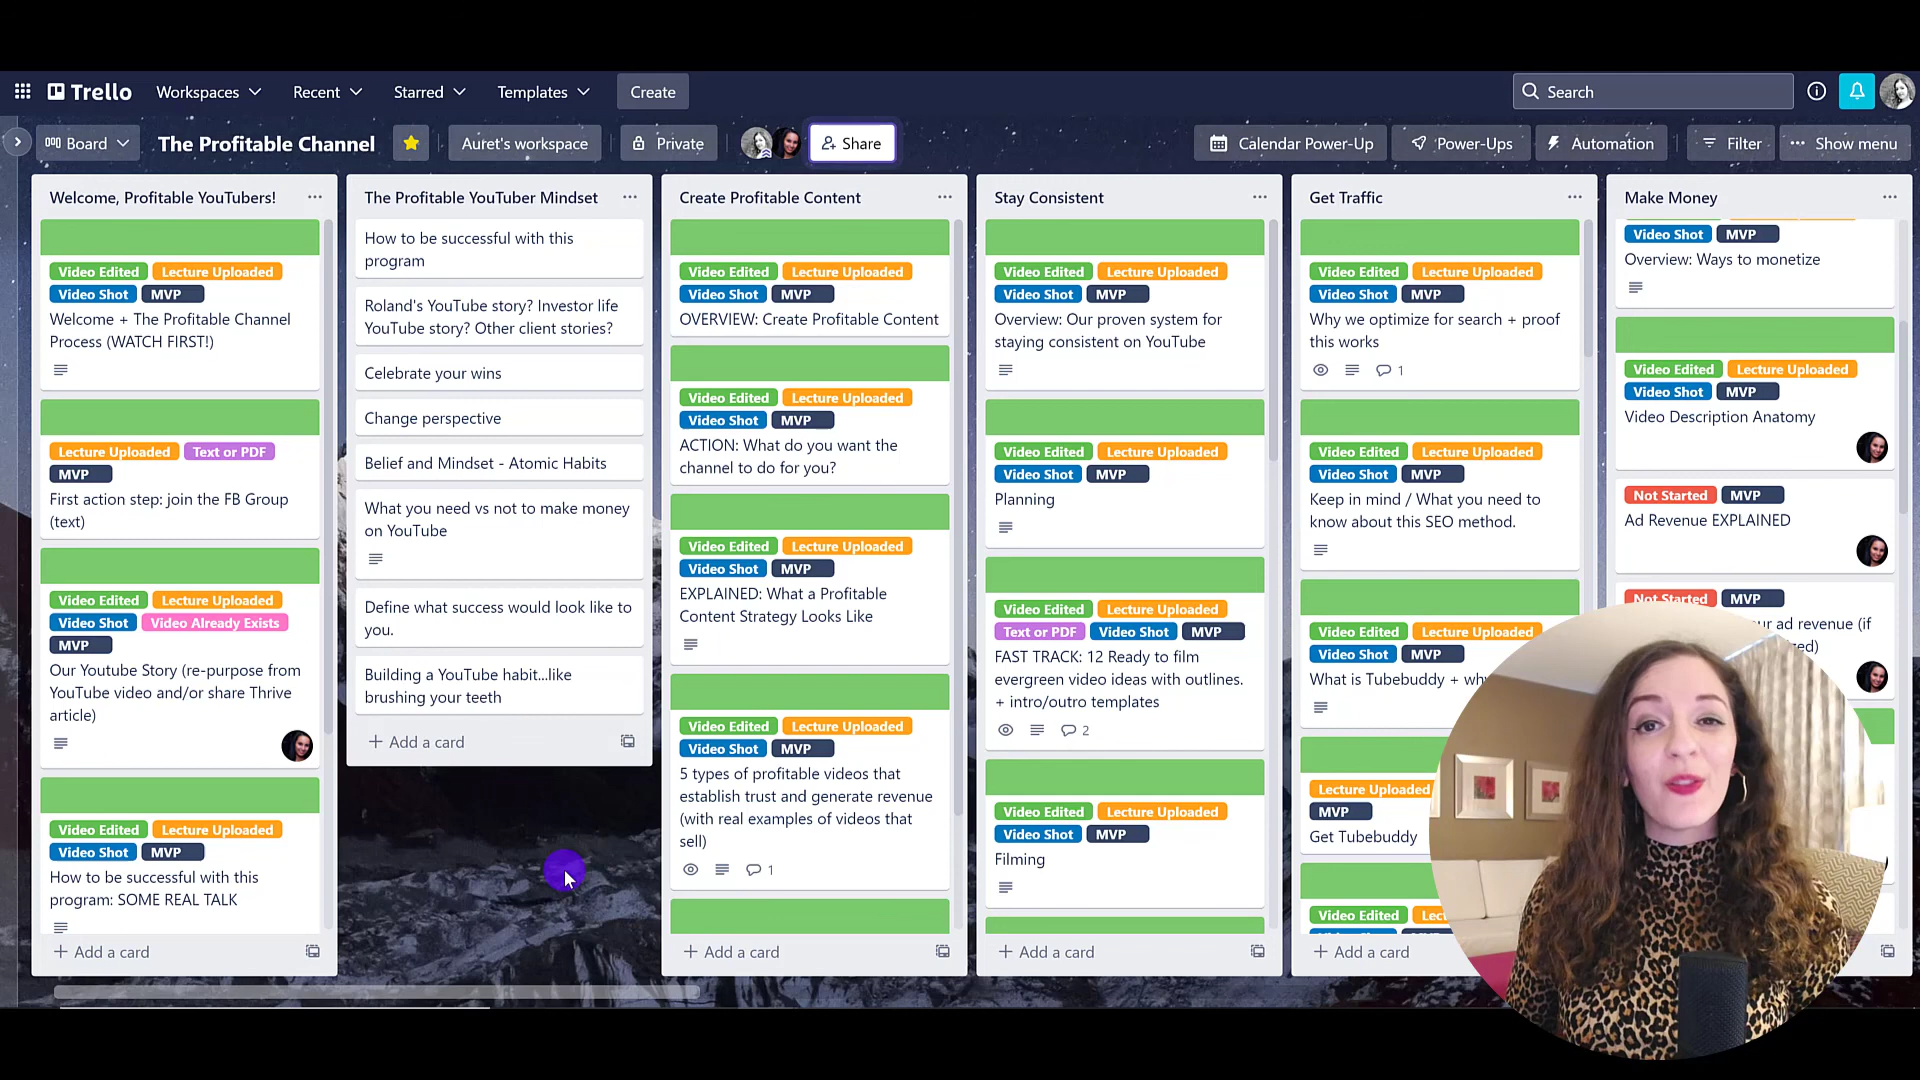 Trello
Workspaces
Recent
Starred
Templates
Create
Search
Board
The Profitable Channel
Auret's workspace
Private
Share
Calendar Power-Up
Power-Ups
Automation
Filter
Show menu
Welcome, Profitable YouTubers!
Video Edited Lecture Uploaded
Video Shot MVP
Welcome + The Profitable Channel
Process (WATCH FIRST!)
Lecture Uploaded Text or PDF
MVP
First action step: join the FB Group
(text)
Video Edited Lecture Uploaded
Video Shot Video Already Exists
MVP
Our Youtube Story (re-purpose from
YouTube video and/or share Thrive
article)
Video Edited Lecture Uploaded
Video Shot MVP
How to be successful with this
program: SOME REAL TALK
+ Add a card
The Profitable YouTuber Mindset
How to be successful with this
program
Roland's YouTube story? Investor life
YouTube story? Other client stories?
Celebrate your wins
Change perspective
Belief and Mindset - Atomic Habits
What you need vs not to make money
on YouTube
Define what success would look like to
you.
Building a YouTube habit...like
brushing your teeth
+ Add a card
Create Profitable Content
Video Edited Lecture Uploaded
Video Shot MVP
OVERVIEW: Create Profitable Content
Video Edited Lecture Uploaded
Video Shot MVP
ACTION: What do you want the
channel to do for you?
Video Edited Lecture Uploaded
Video Shot MVP
EXPLAINED: What a Profitable
Content Strategy Looks Like
Video Edited Lecture Uploaded
Video Shot MVP
5 types of profitable videos that
establish trust and generate revenue
(with real examples of videos that
sell)
1
+ Add a card
Stay Consistent
Video Edited Lecture Uploaded
Video Shot MVP
Overview: Our proven system for
staying consistent on YouTube
Video Edited Lecture Uploaded
Video Shot MVP
Planning
Video Edited Lecture Uploaded
Text or PDF Video Shot MVP
FAST TRACK: 12 Ready to film
evergreen video ideas with outlines.
+ intro/outro templates
2
Video Edited Lecture Uploaded
Video Shot MVP
Filming
+ Add a card
Get Traffic
Video Edited Lecture Uploaded
Video Shot MVP
Why we optimize for search + proof
this works
1
Video Edited Lecture Uploaded
Video Shot MVP
Keep in mind / What you need to
know about this SEO method.
Video Edited Lecture Uploaded
Video Shot MVP
What is Tubebuddy +
Lecture Uploaded
MVP
Get Tubebuddy
Video Edited
+ Add a card
Make Money
Video Shot MVP
Overview: Ways to monetize
Video Edited Lecture Uploaded
Video Shot MVP
Video Description Anatomy
Not Started MVP
Ad Revenue EXPLAINED
Not Started MVP
ad revenue (if